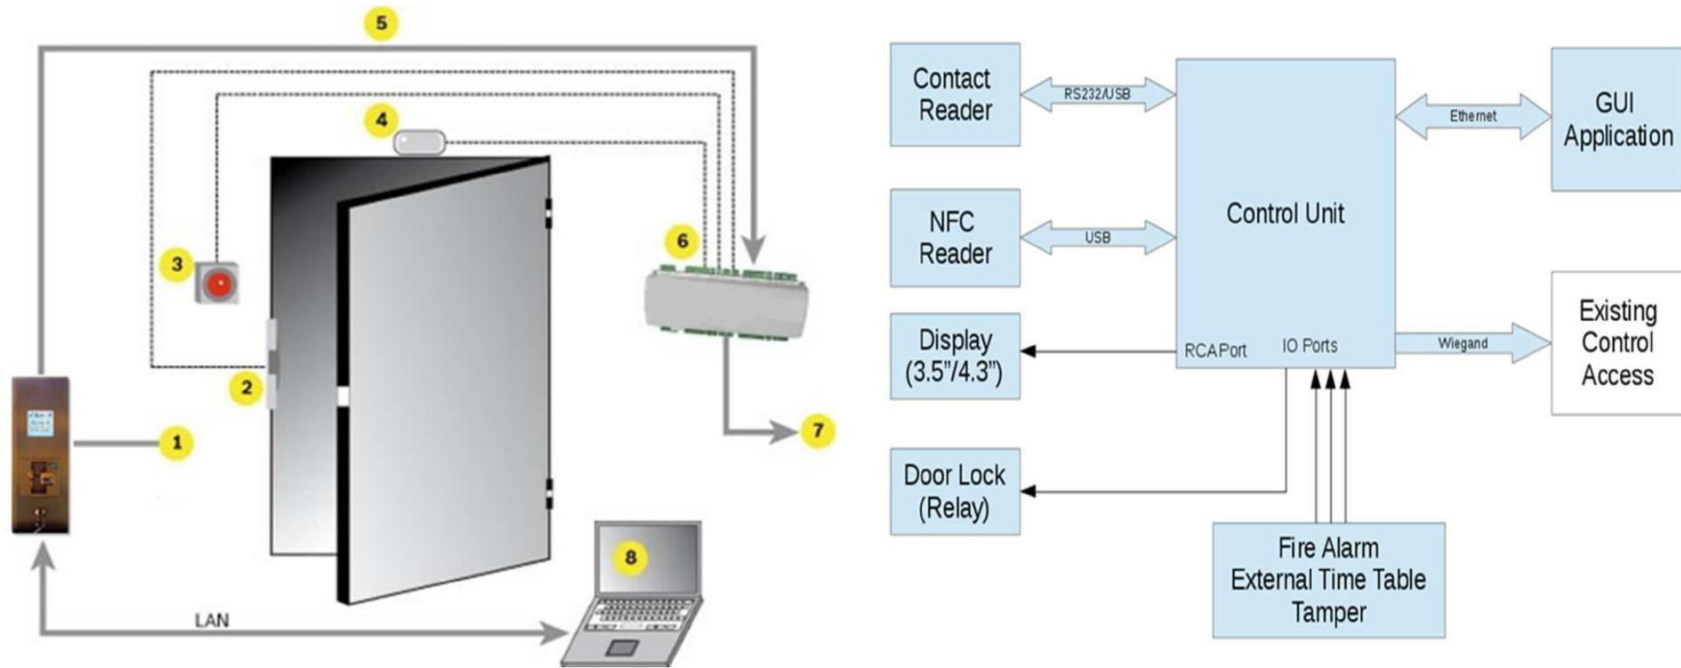 5
4
3
6
2
1
7
8
LAN
Contact
Reader
RS232/USB
NFC
Reader
USB
Display
(3.5”/4.3”)
Door Lock
(Relay)
Control Unit
RCA Port
IO Ports
Ethernet
GUI
Application
Wiegand
Existing
Control
Access
Fire Alarm
External Time Table
Tamper